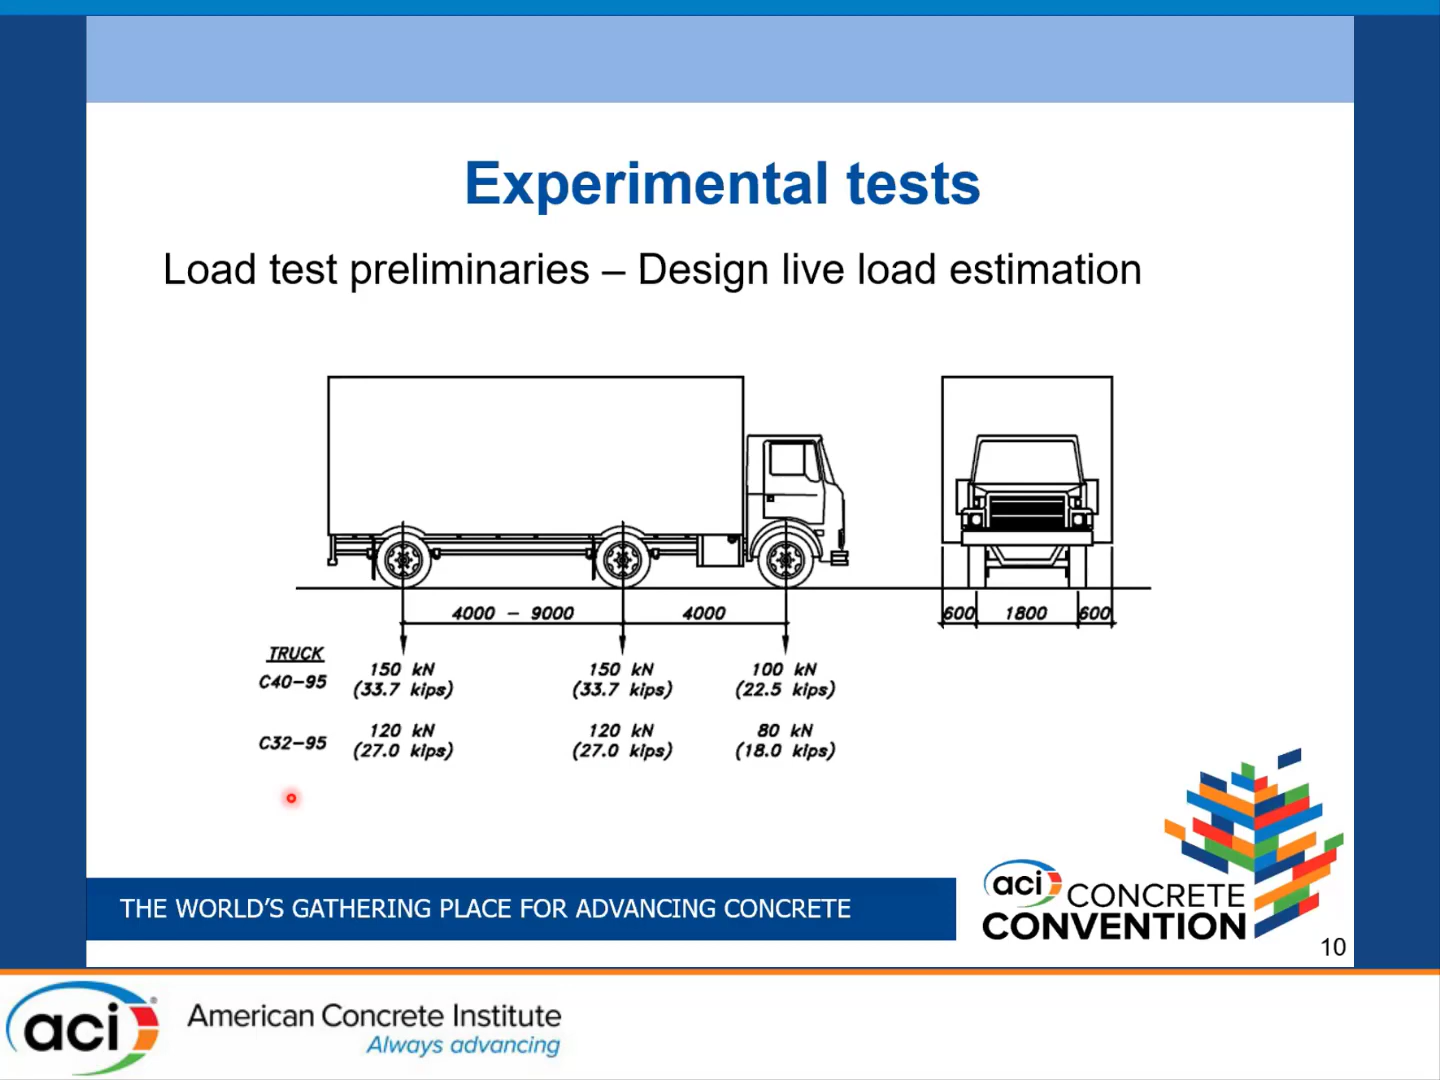 Experimental tests
Load test preliminaries – Design live load estimation
4000 – 9000
4000
600
1800
600
TRUCK
C40–95
150 kN
(33.7 kips)
150 kN
(33.7 kips)
100 kN
(22.5 kips)
C32–95
120 kN
(27.0 kips)
120 kN
(27.0 kips)
80 kN
(18.0 kips)
THE WORLD'S GATHERING PLACE FOR ADVANCING CONCRETE
aci CONCRETE
CONVENTION
10
aci®
American Concrete Institute
Always advancing